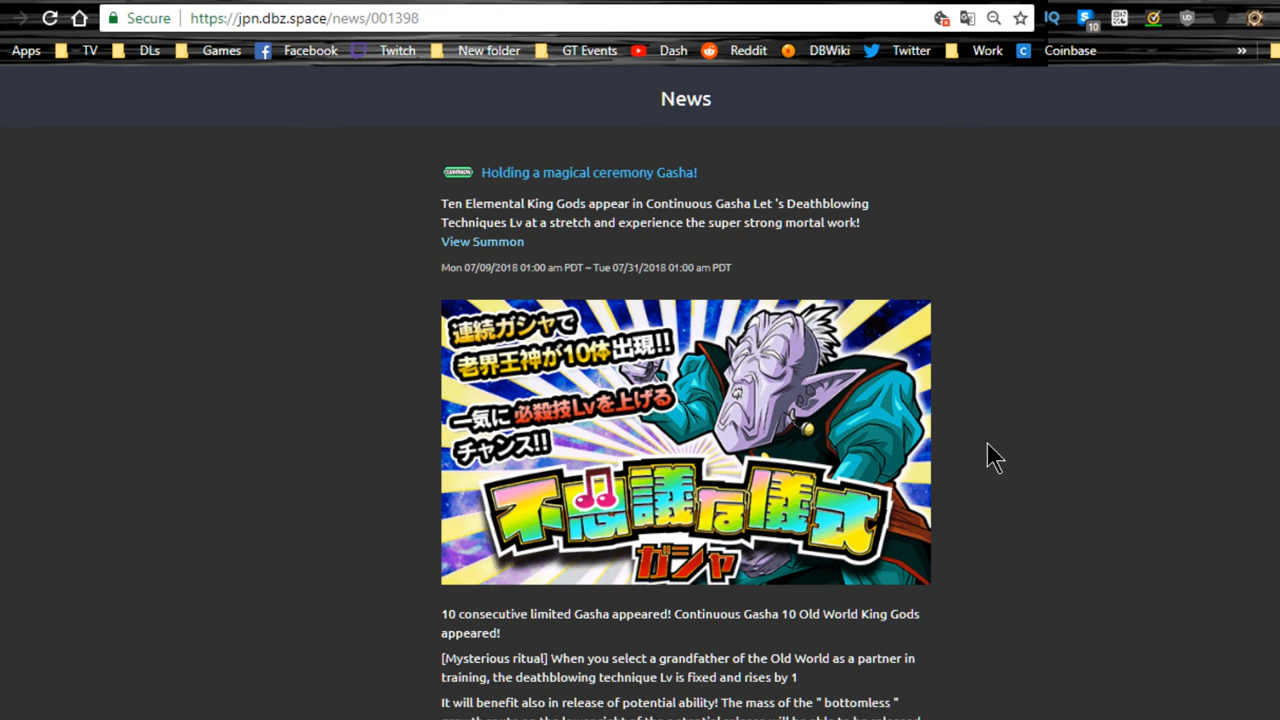 Secure https://jpn.dbz.space/news/001398
10
Apps TV DLs Games Facebook Twitch New folder GT Events Dash Reddit DBWiki Twitter Work Coinbase »
News
SUMMON Holding a magical ceremony Gasha!
Ten Elemental King Gods appear in Continuous Gasha Let 's Deathblowing
Techniques Lv at a stretch and experience the super strong mortal work!
View Summon
Mon 07/09/2018 01:00 am PDT ~ Tue 07/31/2018 01:00 am PDT
連続ガシャで
老界王神が10体出現!!
一気に必殺技Lvを上げる
チャンス!!
不思議な儀式
ガシャ
10 consecutive limited Gasha appeared! Continuous Gasha 10 Old World King Gods
appeared!
[Mysterious ritual] When you select a grandfather of the Old World as a partner in
training, the deathblowing technique Lv is fixed and rises by 1
It will benefit also in release of potential ability! The mass of the " bottomless "